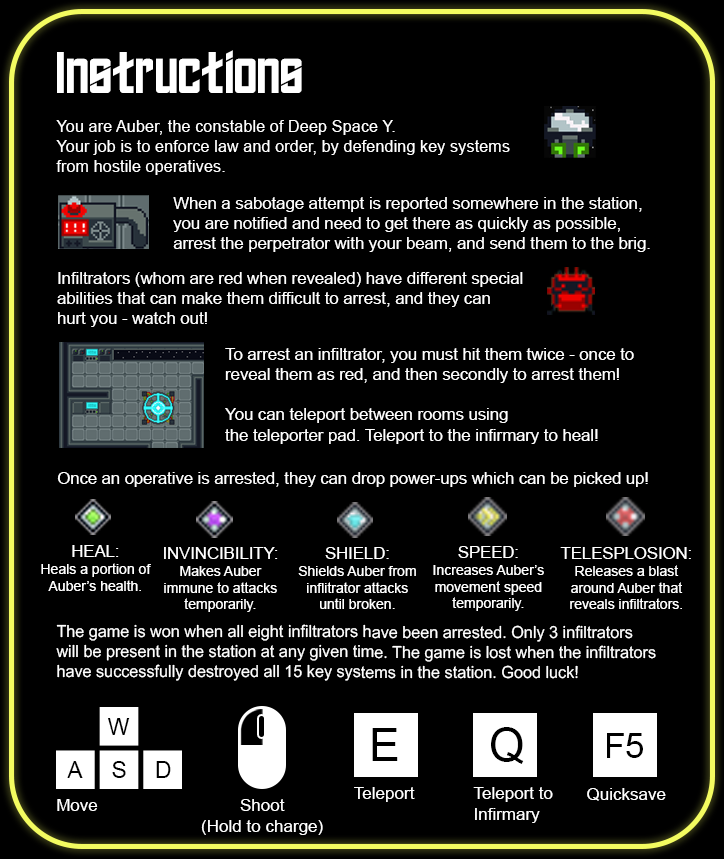 Instructions
You are Auber, the constable of Deep Space Y.
Your job is to enforce law and order, by defending key systems
from hostile operatives.
When a sabotage attempt is reported somewhere in the station,
you are notified and need to get there as quickly as possible,
arrest the perpetrator with your beam, and send them to the brig.
Infiltrators (whom are red when revealed) have different special
abilities that can make them difficult to arrest, and they can
hurt you - watch out!
To arrest an infiltrator, you must hit them twice - once to
reveal them as red, and then secondly to arrest them!
You can teleport between rooms using
the teleporter pad. Teleport to the infirmary to heal!
Once an operative is arrested, they can drop power-ups which can be picked up!
HEAL:
Heals a portion of
Auber's health.
INVINCIBILITY:
Makes Auber
immune to attacks
temporarily.
SHIELD:
Shields Auber from
infiltrator attacks
until broken.
SPEED:
Increases Auber's
movement speed
temporarily.
TELESPLOSION:
Releases a blast
around Auber that
reveals infiltrators.
The game is won when all eight infiltrators have been arrested. Only 3 infiltrators
will be present in the station at any given time. The game is lost when the infiltrators
have successfully destroyed all 15 key systems in the station. Good luck!
W
A S D
Move
Shoot
(Hold to charge)
E
Teleport
Q
Teleport to
Infirmary
F5
Quicksave